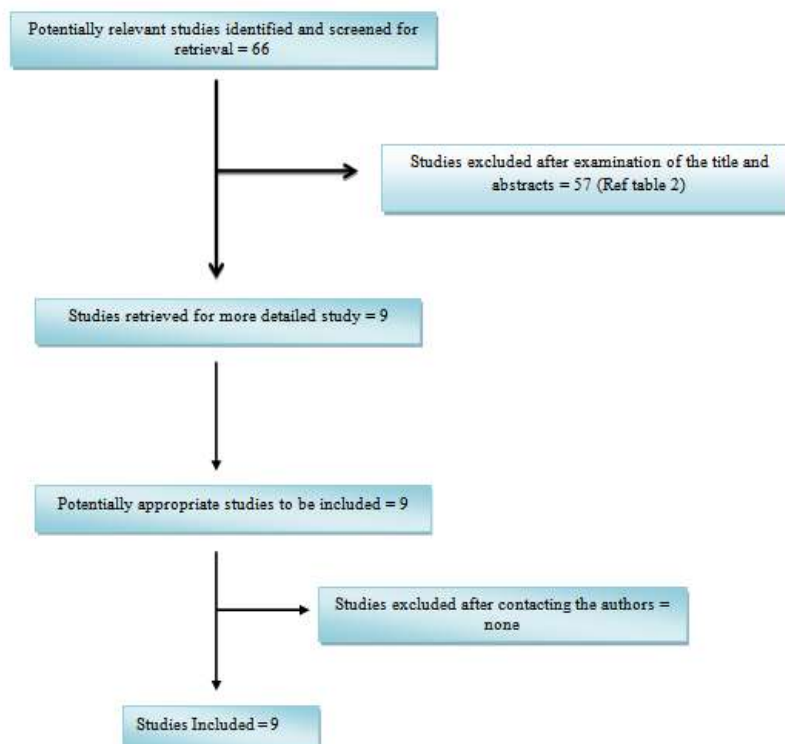 Potentially relevant studies identified and screened for
retrieval = 66
Studies excluded after examination of the title and
abstracts = 57 (Ref table 2)
Studies retrieved for more detailed study = 9
Potentially appropriate studies to be included = 9
Studies excluded after contacting the authors =
none
Studies Included = 9